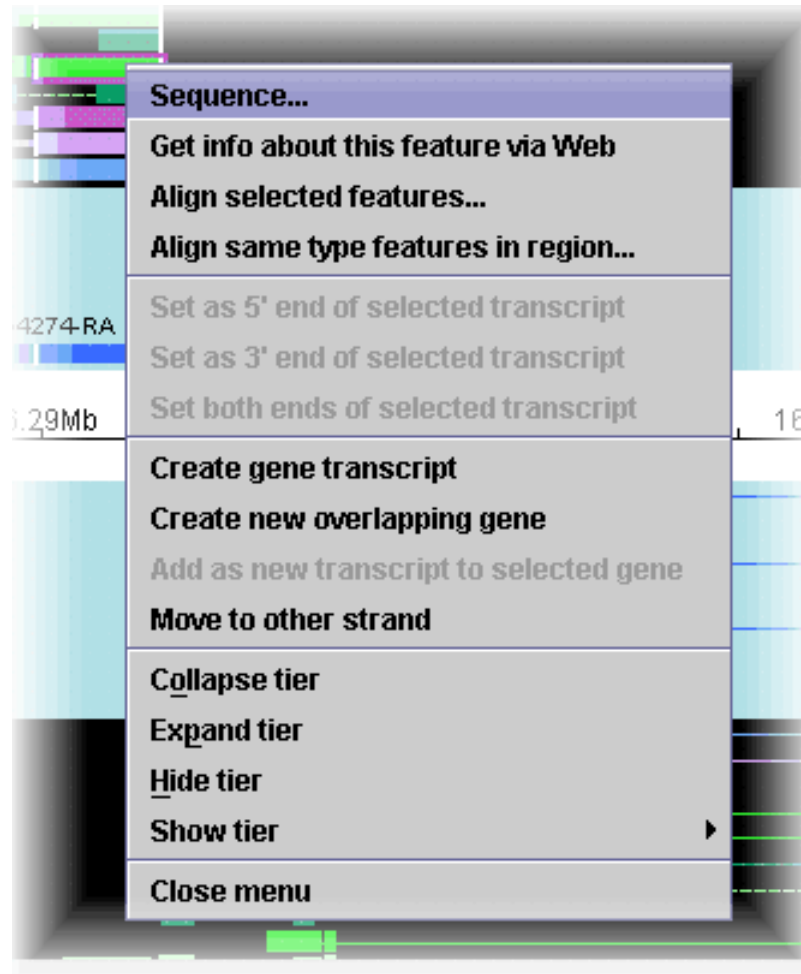 Sequence...
Get info about this feature via Web
Align selected features...
Align same type features in region...
4274-RA
Set as 5' end of selected transcript
Set as 3' end of selected transcript
Set both ends of selected transcript
.29Mb
16
Create gene transcript
Create new overlapping gene
Add as new transcript to selected gene
Move to other strand
Collapse tier
Expand tier
Hide tier
Show tier
Close menu